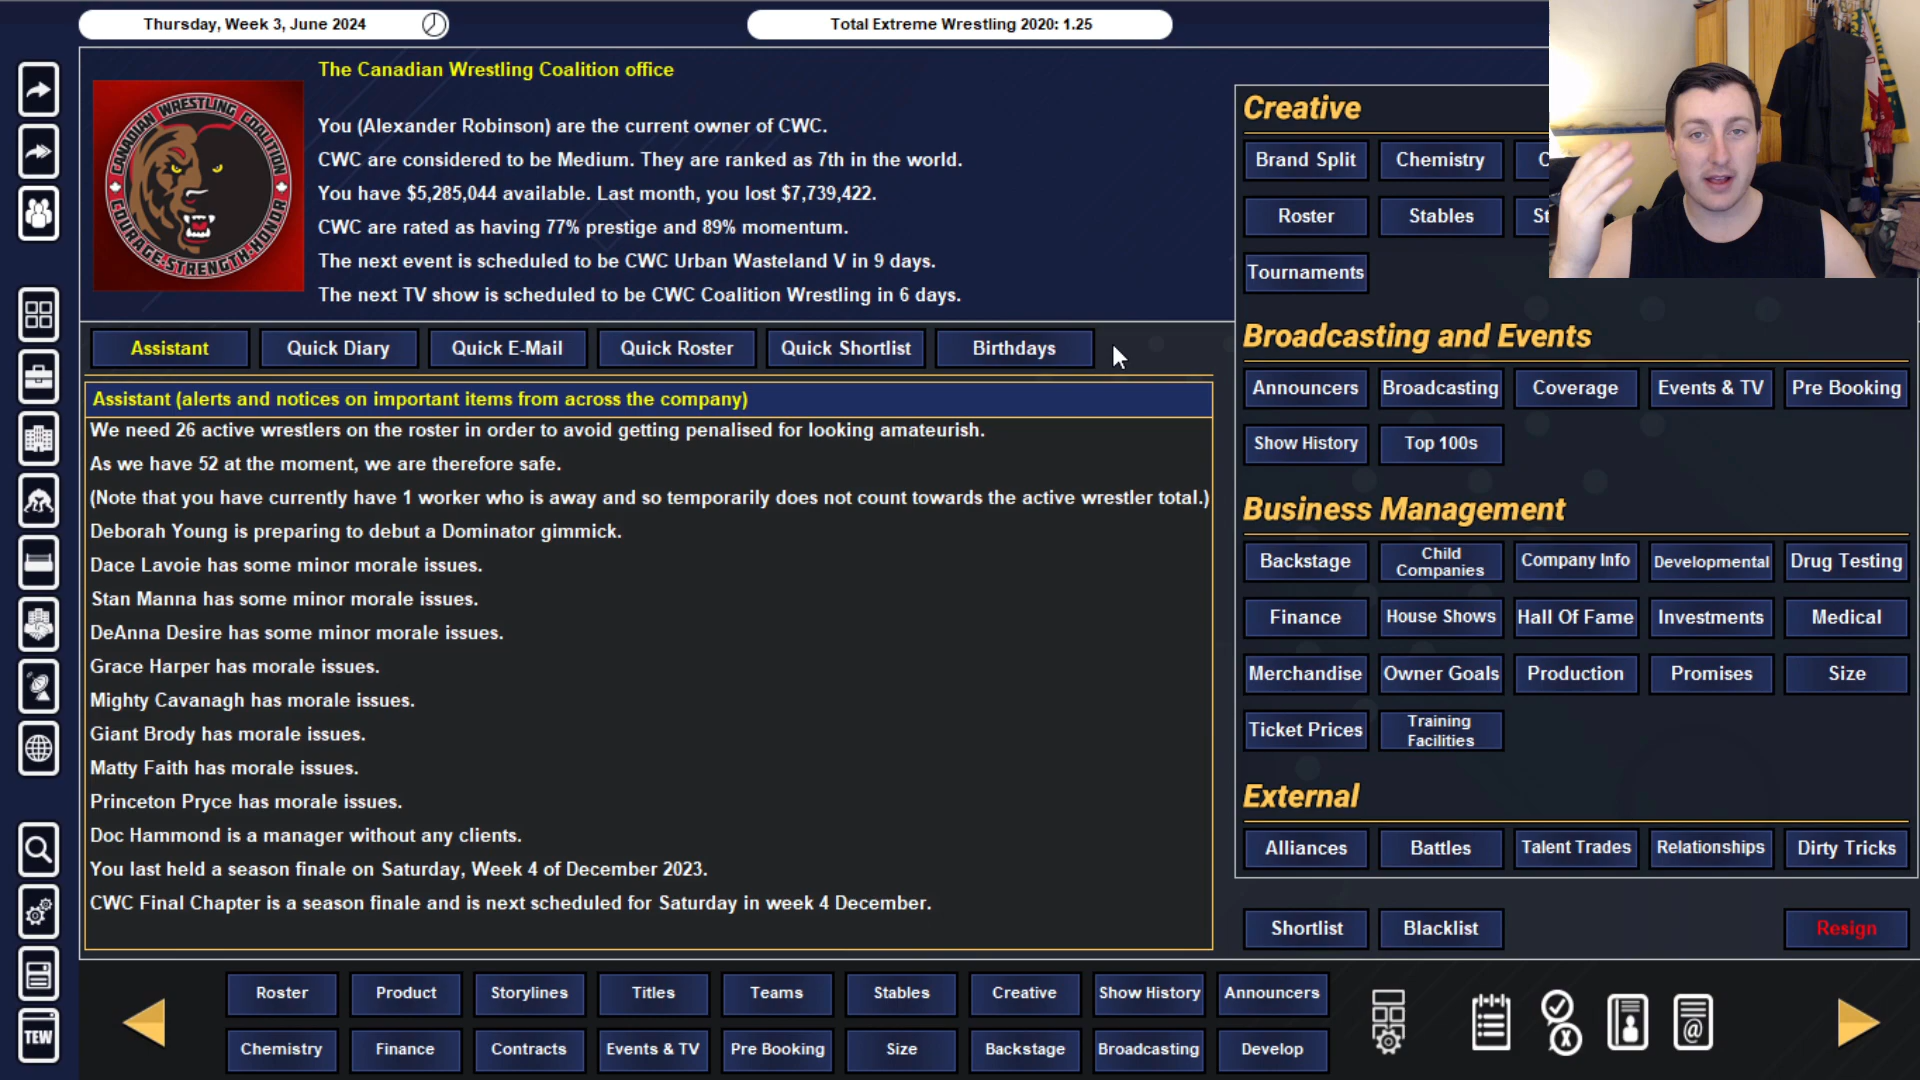 Thursday, Week 3, June 2024
Total Extreme Wrestling 2020: 1.25
The Canadian Wrestling Coalition office
CANADIAN WRESTLING COALITION
COURAGE·STRENGTH·HONOR
You (Alexander Robinson) are the current owner of CWC.
CWC are considered to be Medium. They are ranked as 7th in the world.
You have $5,285,044 available. Last month, you lost $7,739,422.
CWC are rated as having 77% prestige and 89% momentum.
The next event is scheduled to be CWC Urban Wasteland V in 9 days.
The next TV show is scheduled to be CWC Coalition Wrestling in 6 days.
Assistant
Quick Diary
Quick E-Mail
Quick Roster
Quick Shortlist
Birthdays
Assistant (alerts and notices on important items from across the company)
We need 26 active wrestlers on the roster in order to avoid getting penalised for looking amateurish.
As we have 52 at the moment, we are therefore safe.
(Note that you have currently have 1 worker who is away and so temporarily does not count towards the active wrestler total.)
Deborah Young is preparing to debut a Dominator gimmick.
Dace Lavoie has some minor morale issues.
Stan Manna has some minor morale issues.
DeAnna Desire has some minor morale issues.
Grace Harper has morale issues.
Mighty Cavanagh has morale issues.
Giant Brody has morale issues.
Matty Faith has morale issues.
Princeton Pryce has morale issues.
Doc Hammond is a manager without any clients.
You last held a season finale on Saturday, Week 4 of December 2023.
CWC Final Chapter is a season finale and is next scheduled for Saturday in week 4 December.
Creative
Brand Split
Chemistry
C
Roster
Stables
St
Tournaments
Broadcasting and Events
Announcers
Broadcasting
Coverage
Events & TV
Pre Booking
Show History
Top 100s
Business Management
Backstage
Child
Companies
Company Info
Developmental
Drug Testing
Finance
House Shows
Hall Of Fame
Investments
Medical
Merchandise
Owner Goals
Production
Promises
Size
Ticket Prices
Training
Facilities
External
Alliances
Battles
Talent Trades
Relationships
Dirty Tricks
Shortlist
Blacklist
Resign
Roster
Product
Storylines
Titles
Teams
Stables
Creative
Show History
Announcers
Chemistry
Finance
Contracts
Events & TV
Pre Booking
Size
Backstage
Broadcasting
Develop
TEW